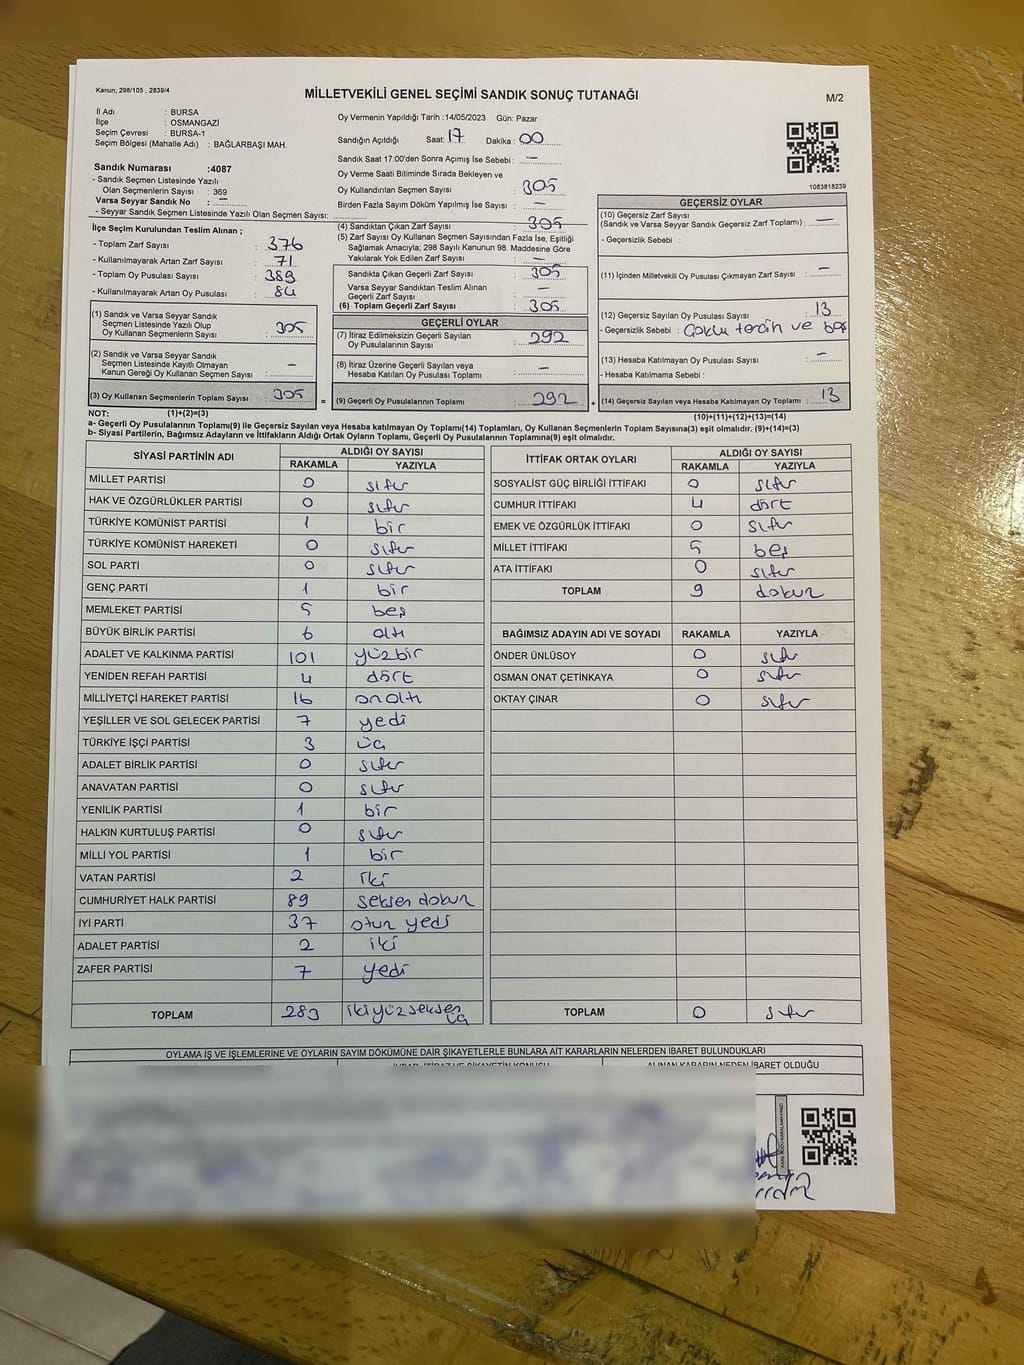 Kanun; 298/105 , 2839/4
MİLLETVEKİLİ GENEL SEÇİMİ SANDIK SONUÇ TUTANAĞI
M/2
İl Adı : BURSA
İlçe : OSMANGAZİ
Seçim Çevresi : BURSA-1
Seçim Bölgesi (Mahalle Adı) : BAĞLARBAŞI MAH.
Sandık Numarası :4087
- Sandık Seçmen Listesinde Yazılı
Olan Seçmenlerin Sayısı : 369
Varsa Seyyar Sandık No : —
- Seyyar Sandık Seçmen Listesinde Yazılı Olan Seçmen Sayısı:
İlçe Seçim Kurulundan Teslim Alınan ;
- Toplam Zarf Sayısı : 376
- Kullanılmayarak Artan Zarf Sayısı : 71
- Toplam Oy Pusulası Sayısı : 389
- Kullanılmayarak Artan Oy Pusulası : 84
(1) Sandık ve Varsa Seyyar Sandık
Seçmen Listesinde Yazılı Olup
Oy Kullanan Seçmenlerin Sayısı : 305
(2) Sandık ve Varsa Seyyar Sandık
Seçmen Listesinde Kayıtlı Olmayan
Kanun Gereği Oy Kullanan Seçmen Sayısı : —
(3) Oy Kullanan Seçmenlerin Toplam Sayısı : 305
Oy Vermenin Yapıldığı Tarih :14/05/2023 Gün: Pazar
Sandığın Açıldığı Saat: 17 Dakika : 00
Sandık Saat 17:00'den Sonra Açımış İse Sebebi : —
Oy Verme Saati Bitiminde Sırada Bekleyen ve
Oy Kullandırılan Seçmen Sayısı : 305
Birden Fazla Sayım Döküm Yapılmış İse Sayısı : —
(4) Sandıktan Çıkan Zarf Sayısı : 305
(5) Zarf Sayısı Oy Kullanan Seçmen Sayısından Fazla İse, Eşitliği
Sağlamak Amacıyla; 298 Sayılı Kanunun 98. Maddesine Göre
Yakılarak Yok Edilen Zarf Sayısı : —
Sandıkta Çıkan Geçerli Zarf Sayısı : 305
Varsa Seyyar Sandıktan Teslim Alınan
Geçerli Zarf Sayısı : —
(6) Toplam Geçerli Zarf Sayısı : 305
GEÇERLİ OYLAR
(7) İtiraz Edilmeksizin Geçerli Sayılan
Oy Pusulalarının Sayısı : 292
(8) İtiraz Üzerine Geçerli Sayılan veya
Hesaba Katılan Oy Pusulası Toplamı : —
= (9) Geçerli Oy Pusulalarının Toplamı : 292
1083818239
GEÇERSİZ OYLAR
(10) Geçersiz Zarf Sayısı
(Sandık ve Varsa Seyyar Sandık Geçersiz Zarf Toplamı) : —
- Geçersizlik Sebebi :
(11) İçinden Milletvekili Oy Pusulası Çıkmayan Zarf Sayısı : —
(12) Geçersiz Sayılan Oy Pusulası Sayısı : 13
- Geçersizlik Sebebi : Çoklu tercih ve boş
(13) Hesaba Katılmayan Oy Pusulası Sayısı : —
- Hesaba Katılmama Sebebi :
+ (14) Geçersiz Sayılan veya Hesaba Katılmayan Oy Toplamı : 13
NOT: (1)+(2)=(3)
(10)+(11)+(12)+(13)=(14)
a- Geçerli Oy Pusulalarının Toplamı(9) ile Geçersiz Sayılan veya Hesaba katılmayan Oy Toplamı(14) Toplamları, Oy Kullanan Seçmenlerin Toplam Sayısına(3) eşit olmalıdır. (9)+(14)=(3)
b- Siyasi Partilerin, Bağımsız Adayların ve İttifakların Aldığı Ortak Oyların Toplamı, Geçerli Oy Pusulalarının Toplamına(9) eşit olmalıdır.
SİYASİ PARTİNİN ADI ALDIĞI OY SAYISI
RAKAMLA YAZIYLA
MİLLET PARTİSİ 0 sıfır
HAK VE ÖZGÜRLÜKLER PARTİSİ 0 sıfır
TÜRKİYE KOMÜNİST PARTİSİ 1 bir
TÜRKİYE KOMÜNİST HAREKETİ 0 sıfır
SOL PARTİ 0 sıfır
GENÇ PARTİ 1 bir
MEMLEKET PARTİSİ 5 beş
BÜYÜK BİRLİK PARTİSİ 6 altı
ADALET VE KALKINMA PARTİSİ 101 yüzbir
YENİDEN REFAH PARTİSİ 4 dört
MİLLİYETÇİ HAREKET PARTİSİ 16 onaltı
YEŞİLLER VE SOL GELECEK PARTİSİ 7 yedi
TÜRKİYE İŞÇİ PARTİSİ 3 üç
ADALET BİRLİK PARTİSİ 0 sıfır
ANAVATAN PARTİSİ 0 sıfır
YENİLİK PARTİSİ 1 bir
HALKIN KURTULUŞ PARTİSİ 0 sıfır
MİLLİ YOL PARTİSİ 1 bir
VATAN PARTİSİ 2 iki
CUMHURİYET HALK PARTİSİ 89 seksen dokuz
İYİ PARTİ 37 otuz yedi
ADALET PARTİSİ 2 iki
ZAFER PARTİSİ 7 yedi
TOPLAM 283 ikiyüzseksen üç
İTTİFAK ORTAK OYLARI ALDIĞI OY SAYISI
RAKAMLA YAZIYLA
SOSYALİST GÜÇ BİRLİĞİ İTTİFAKI 0 sıfır
CUMHUR İTTİFAKI 4 dört
EMEK VE ÖZGÜRLÜK İTTİFAKI 0 sıfır
MİLLET İTTİFAKI 5 beş
ATA İTTİFAKI 0 sıfır
TOPLAM 9 dokuz
BAĞIMSIZ ADAYIN ADI VE SOYADI RAKAMLA YAZIYLA
ÖNDER ÜNLÜSOY 0 sıfır
OSMAN ONAT ÇETİNKAYA 0 sıfır
OKTAY ÇINAR 0 sıfır
TOPLAM 0 sıfır
OYLAMA İŞ VE İŞLEMLERİNE VE OYLARIN SAYIM DÖKÜMÜNE DAİR ŞİKAYETLERLE BUNLARA AİT KARARLARIN NELERDEN İBARET BULUNDUKLARI
İHBAR, İTİRAZ VE ŞİKAYETİN KONUSU ALINAN KARARIN NEDEN İBARET OLDUĞU